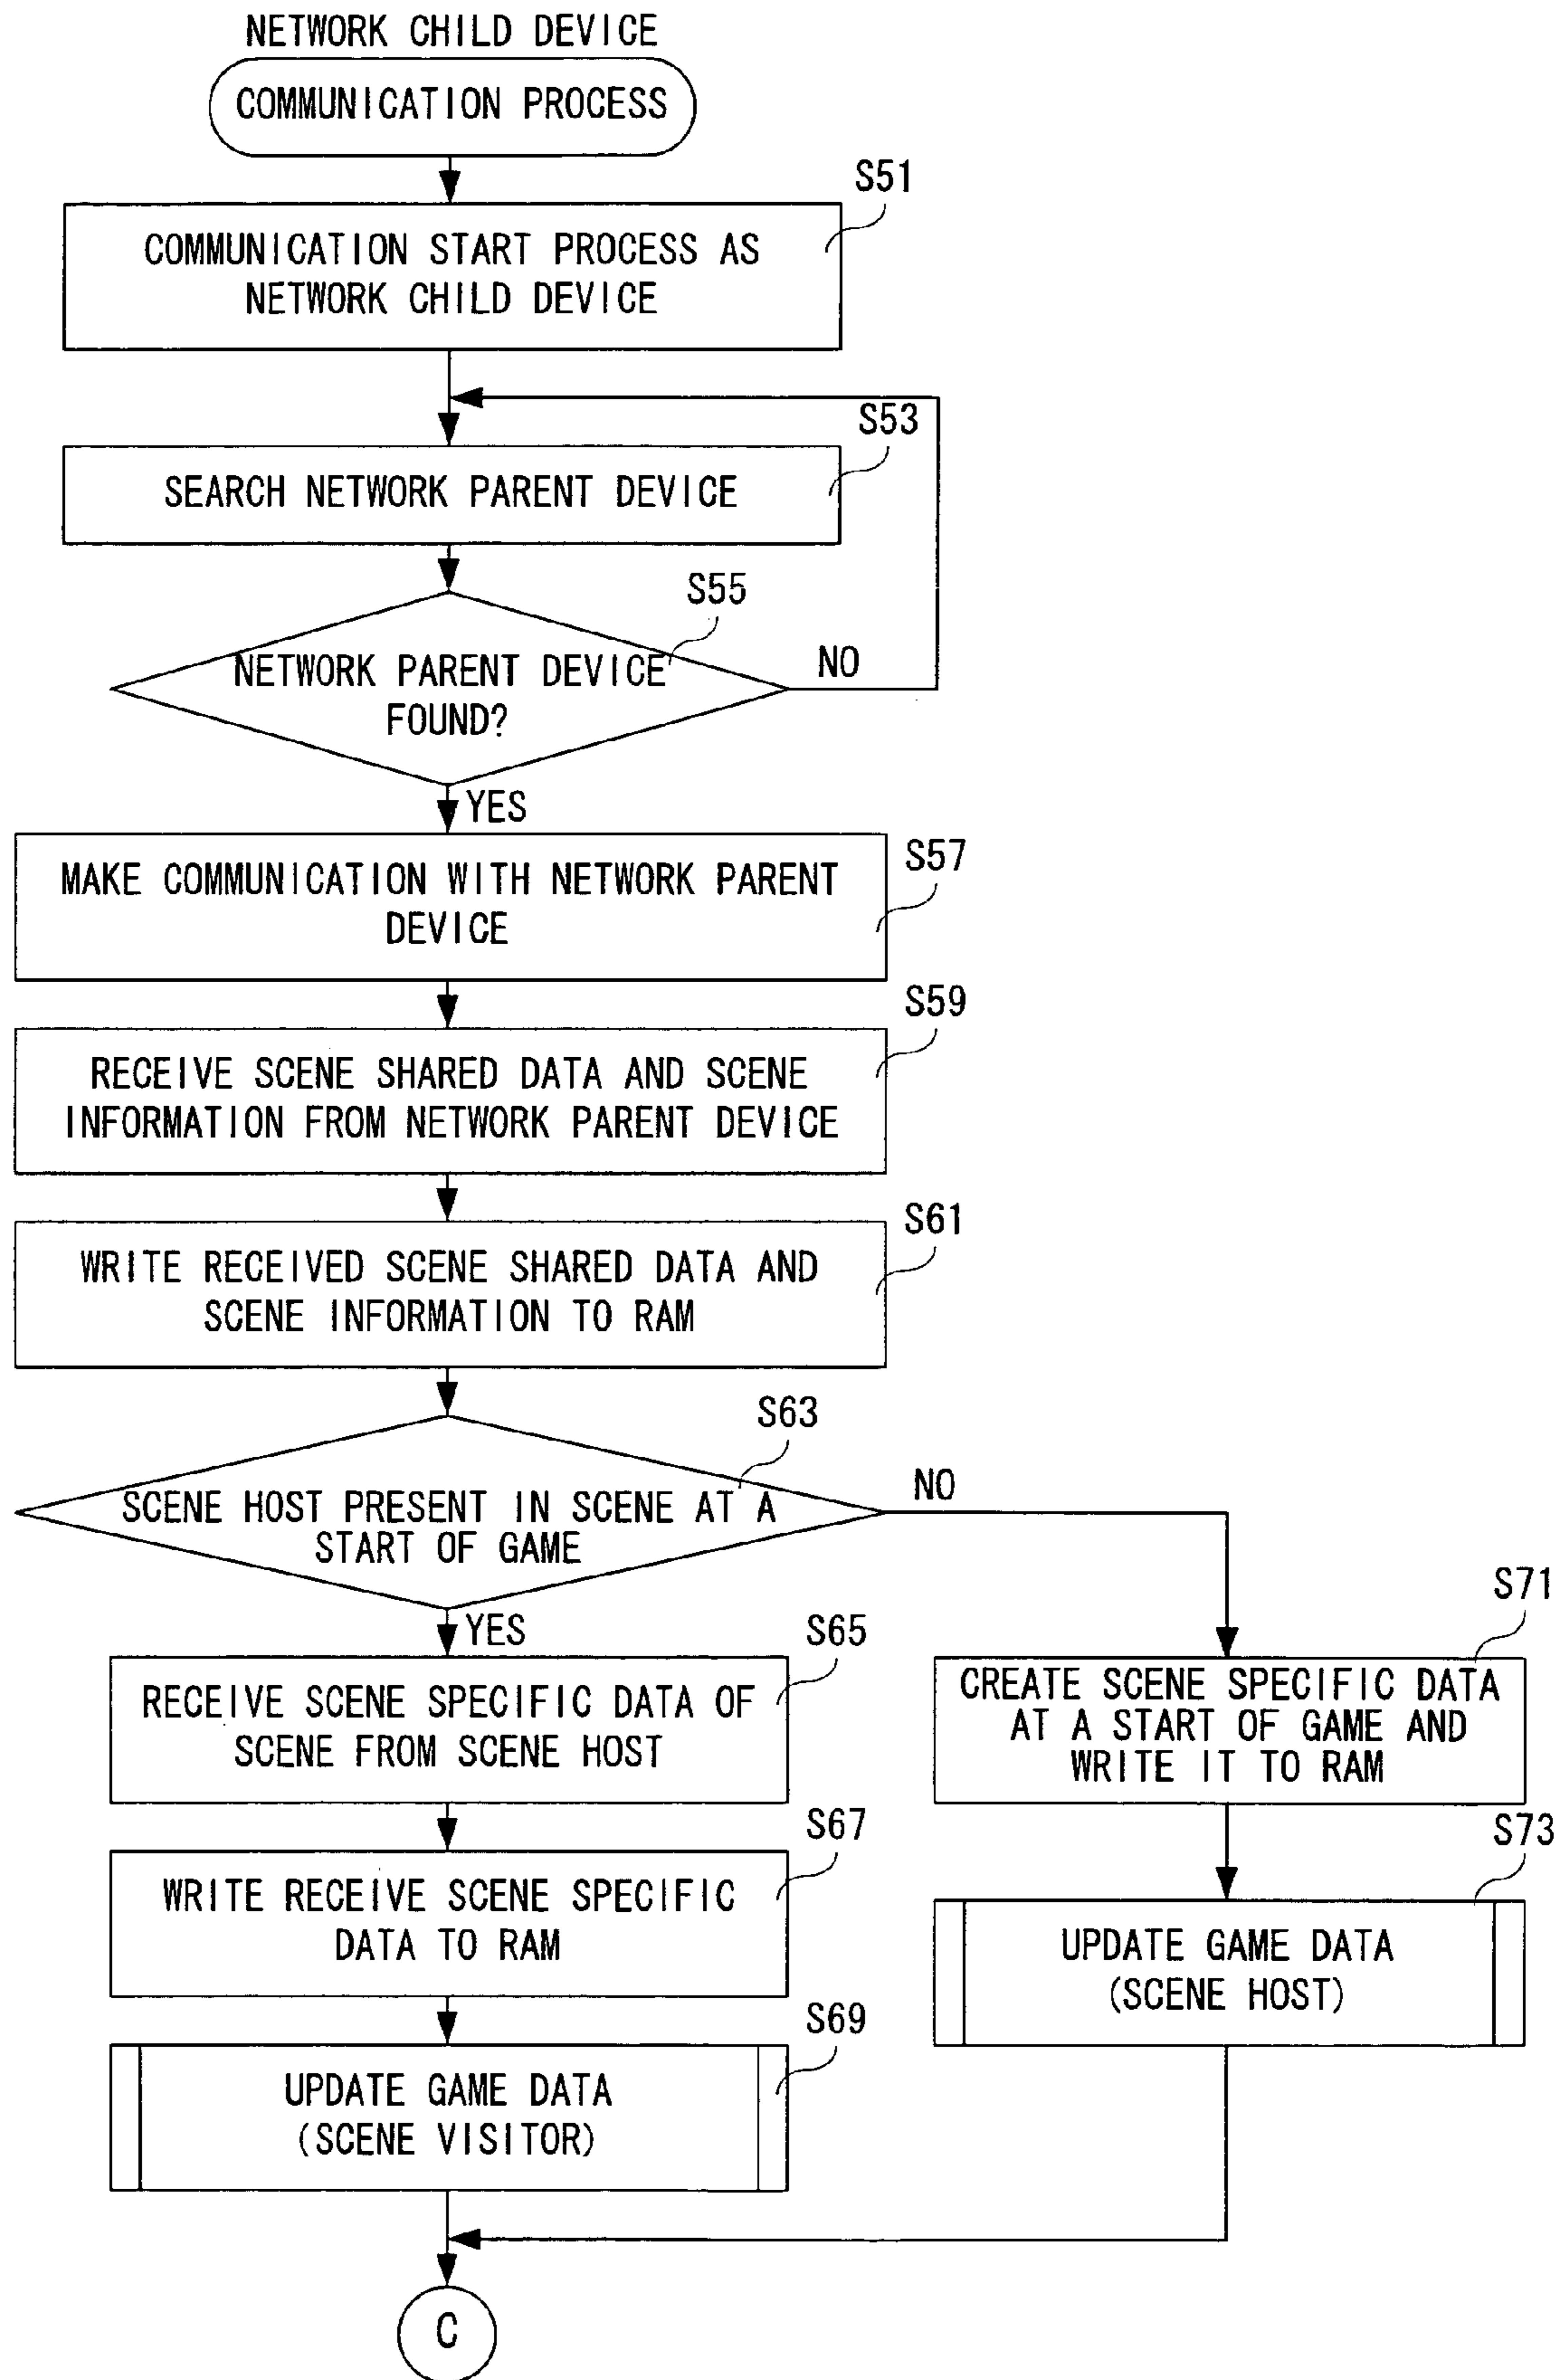 NETWORK CHILD DEVICE
COMMUNICATION PROCESS
S51
COMMUNICATION START PROCESS AS
NETWORK CHILD DEVICE
S53
SEARCH NETWORK PARENT DEVICE
S55
NETWORK PARENT DEVICE
FOUND?
NO
YES
S57
MAKE COMMUNICATION WITH NETWORK PARENT
DEVICE
S59
RECEIVE SCENE SHARED DATA AND SCENE
INFORMATION FROM NETWORK PARENT DEVICE
S61
WRITE RECEIVED SCENE SHARED DATA AND
SCENE INFORMATION TO RAM
S63
SCENE HOST PRESENT IN SCENE AT A
START OF GAME
NO
YES
S65
RECEIVE SCENE SPECIFIC DATA OF
SCENE FROM SCENE HOST
S67
WRITE RECEIVE SCENE SPECIFIC
DATA TO RAM
S69
UPDATE GAME DATA
(SCENE VISITOR)
S71
CREATE SCENE SPECIFIC DATA
AT A START OF GAME AND
WRITE IT TO RAM
S73
UPDATE GAME DATA
(SCENE HOST)
C